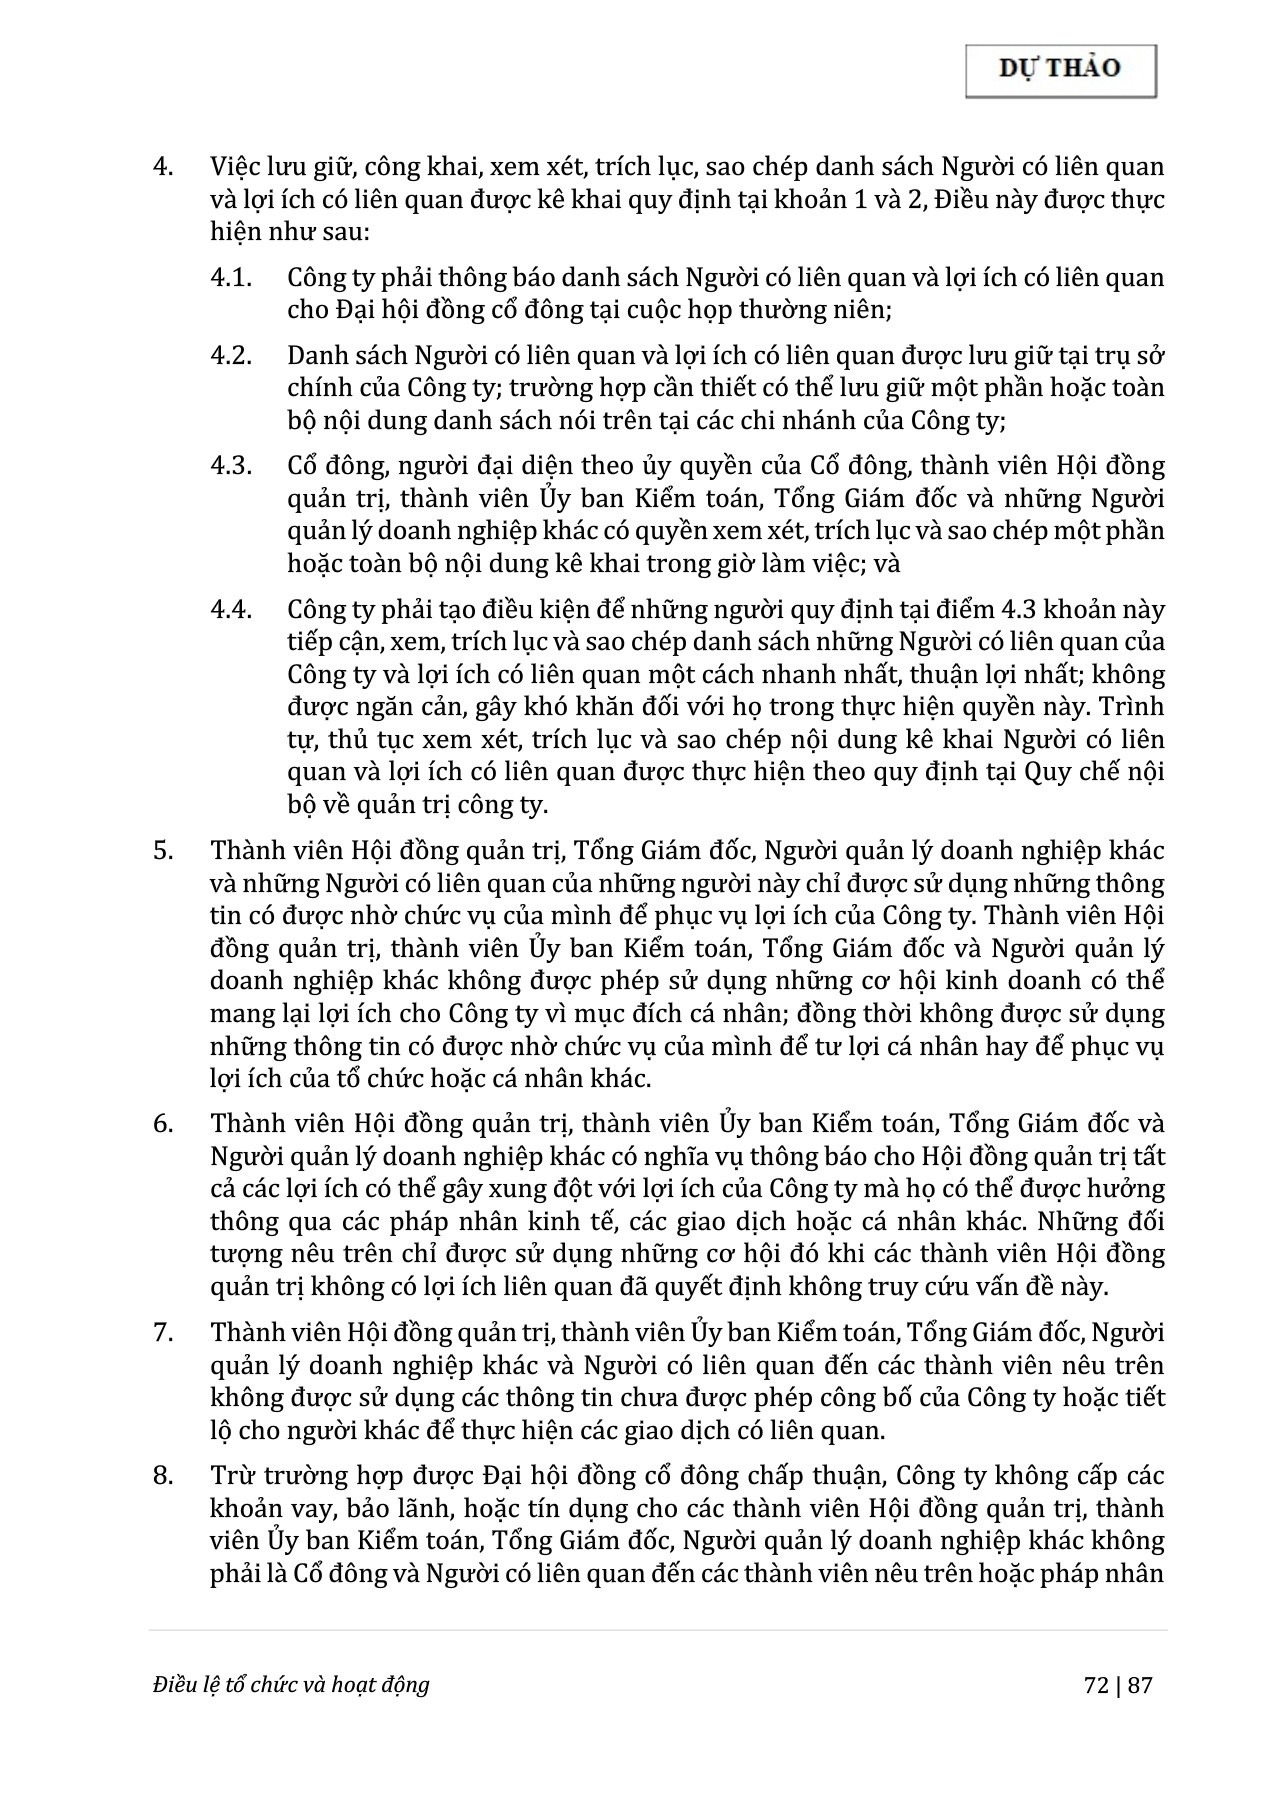 DỰ THẢO
4. Việc lưu giữ, công khai, xem xét, trích lục, sao chép danh sách Người có liên quan
và lợi ích có liên quan được kê khai quy định tại khoản 1 và 2, Điều này được thực
hiện như sau:
4.1. Công ty phải thông báo danh sách Người có liên quan và lợi ích có liên quan
cho Đại hội đồng cổ đông tại cuộc họp thường niên;
4.2. Danh sách Người có liên quan và lợi ích có liên quan được lưu giữ tại trụ sở
chính của Công ty; trường hợp cần thiết có thể lưu giữ một phần hoặc toàn
bộ nội dung danh sách nói trên tại các chi nhánh của Công ty;
4.3. Cổ đông, người đại diện theo ủy quyền của Cổ đông, thành viên Hội đồng
quản trị, thành viên Ủy ban Kiểm toán, Tổng Giám đốc và những Người
quản lý doanh nghiệp khác có quyền xem xét, trích lục và sao chép một phần
hoặc toàn bộ nội dung kê khai trong giờ làm việc; và
4.4. Công ty phải tạo điều kiện để những người quy định tại điểm 4.3 khoản này
tiếp cận, xem, trích lục và sao chép danh sách những Người có liên quan của
Công ty và lợi ích có liên quan một cách nhanh nhất, thuận lợi nhất; không
được ngăn cản, gây khó khăn đối với họ trong thực hiện quyền này. Trình
tự, thủ tục xem xét, trích lục và sao chép nội dung kê khai Người có liên
quan và lợi ích có liên quan được thực hiện theo quy định tại Quy chế nội
bộ về quản trị công ty.
5. Thành viên Hội đồng quản trị, Tổng Giám đốc, Người quản lý doanh nghiệp khác
và những Người có liên quan của những người này chỉ được sử dụng những thông
tin có được nhờ chức vụ của mình để phục vụ lợi ích của Công ty. Thành viên Hội
đồng quản trị, thành viên Ủy ban Kiểm toán, Tổng Giám đốc và Người quản lý
doanh nghiệp khác không được phép sử dụng những cơ hội kinh doanh có thể
mang lại lợi ích cho Công ty vì mục đích cá nhân; đồng thời không được sử dụng
những thông tin có được nhờ chức vụ của mình để tư lợi cá nhân hay để phục vụ
lợi ích của tổ chức hoặc cá nhân khác.
6. Thành viên Hội đồng quản trị, thành viên Ủy ban Kiểm toán, Tổng Giám đốc và
Người quản lý doanh nghiệp khác có nghĩa vụ thông báo cho Hội đồng quản trị tất
cả các lợi ích có thể gây xung đột với lợi ích của Công ty mà họ có thể được hưởng
thông qua các pháp nhân kinh tế, các giao dịch hoặc cá nhân khác. Những đối
tượng nêu trên chỉ được sử dụng những cơ hội đó khi các thành viên Hội đồng
quản trị không có lợi ích liên quan đã quyết định không truy cứu vấn đề này.
7. Thành viên Hội đồng quản trị, thành viên Ủy ban Kiểm toán, Tổng Giám đốc, Người
quản lý doanh nghiệp khác và Người có liên quan đến các thành viên nêu trên
không được sử dụng các thông tin chưa được phép công bố của Công ty hoặc tiết
lộ cho người khác để thực hiện các giao dịch có liên quan.
8. Trừ trường hợp được Đại hội đồng cổ đông chấp thuận, Công ty không cấp các
khoản vay, bảo lãnh, hoặc tín dụng cho các thành viên Hội đồng quản trị, thành
viên Ủy ban Kiểm toán, Tổng Giám đốc, Người quản lý doanh nghiệp khác không
phải là Cổ đông và Người có liên quan đến các thành viên nêu trên hoặc pháp nhân
Điều lệ tổ chức và hoạt động
72 | 87